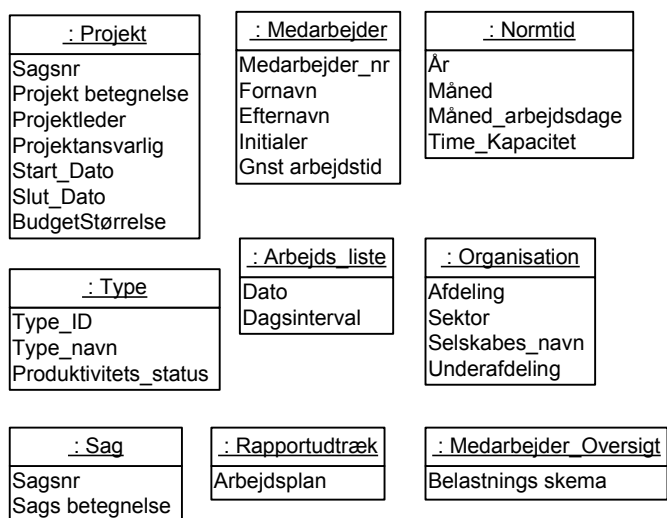 : Projekt
Sagsnr
Projekt betegnelse
Projektleder
Projektansvarlig
Start_Dato
Slut_Dato
BudgetStørrelse
: Medarbejder
Medarbejder_nr
Fornavn
Efternavn
Initialer
Gnst arbejdstid
: Normtid
År
Måned
Måned_arbejdsdage
Time_Kapacitet
: Type
Type_ID
Type_navn
Produktivitets_status
: Arbejds_liste
Dato
Dagsinterval
: Organisation
Afdeling
Sektor
Selskabes_navn
Underafdeling
: Sag
Sagsnr
Sags betegnelse
: Rapportudtræk
Arbejdsplan
: Medarbejder_Oversigt
Belastnings skema